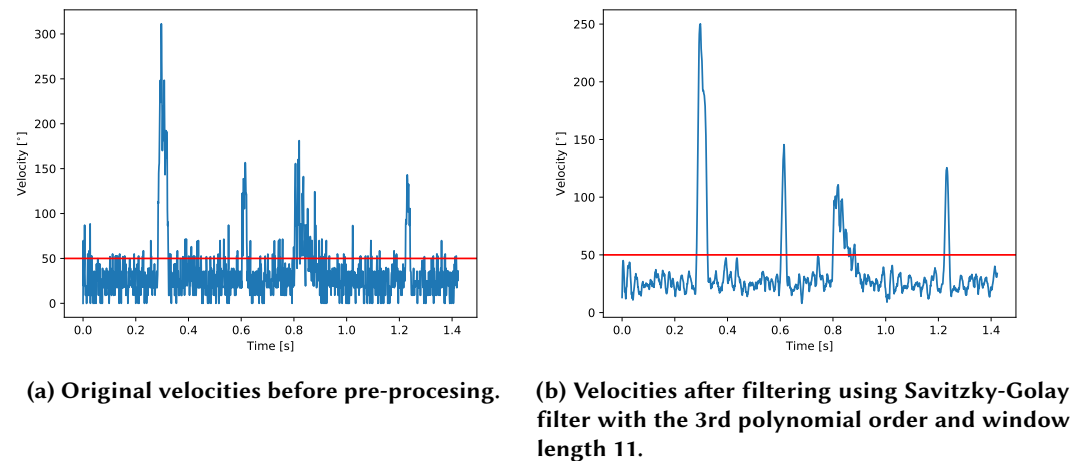 300
250
200
150
100
50
0
Velocity [°]
0.0 0.2 0.4 0.6 0.8 1.0 1.2 1.4
Time [s]
250
200
150
100
50
0
Velocity [°]
0.0 0.2 0.4 0.6 0.8 1.0 1.2 1.4
Time [s]
(a) Original velocities before pre-procesing.
(b) Velocities after filtering using Savitzky-Golay
filter with the 3rd polynomial order and window
length 11.